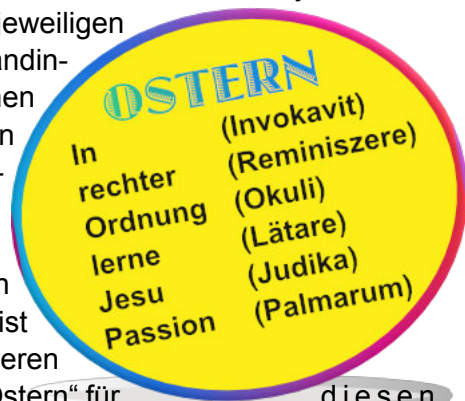 jeweiligen
andin-
nen
n
-
OSTERN
In (Invokavit)
rechter (Reminiszere)
Ordnung (Okuli)
lerne (Lätare)
Jesu (Judika)
Passion (Palmarum)
n
ist
eren
Ostern“ für diesen